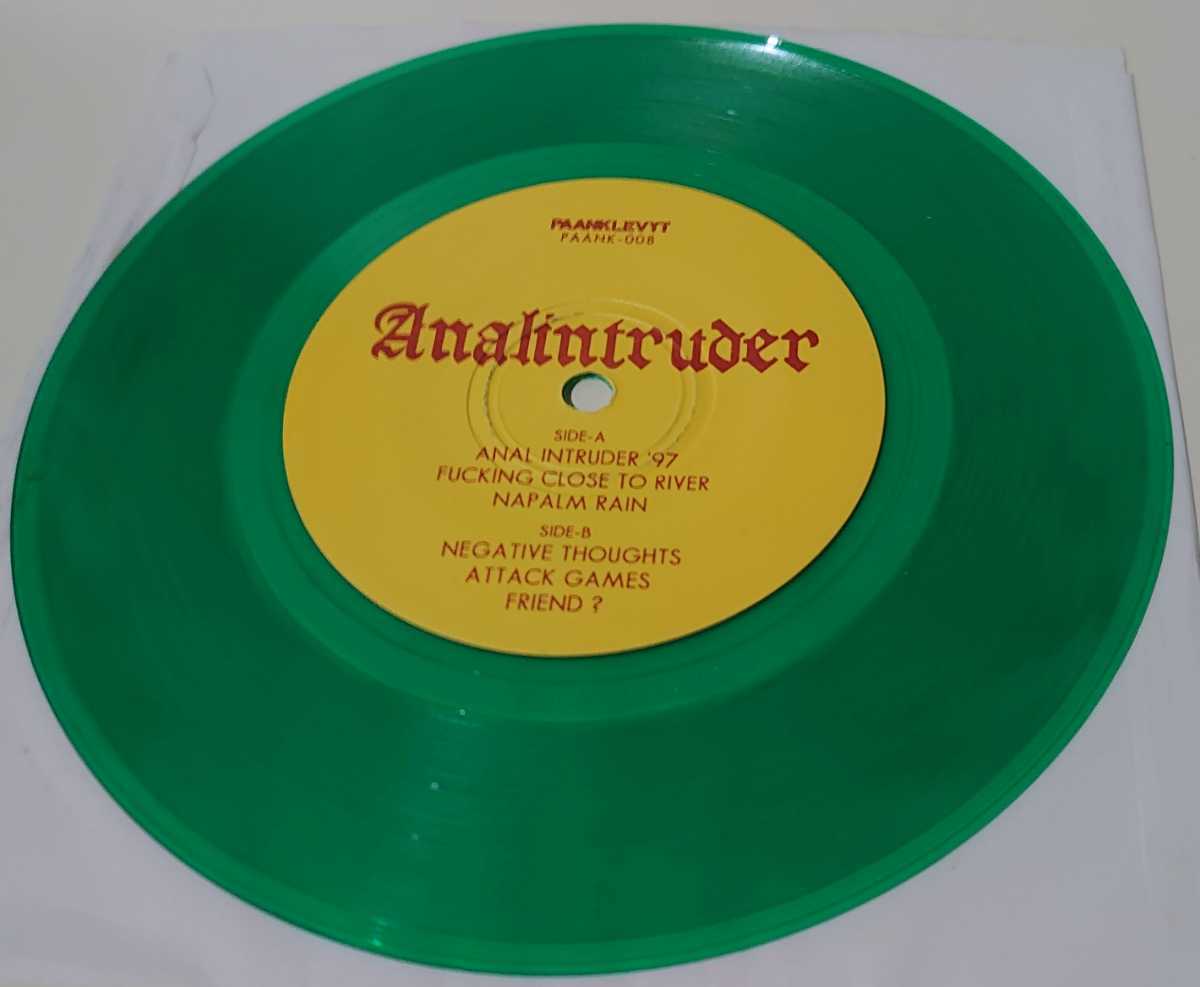 PAANKLEVYT
PAANK-008
Analintruder
SIDE-A
ANAL INTRUDER '97
FUCKING CLOSE TO RIVER
NAPALM RAIN
SIDE-B
NEGATIVE THOUGHTS
ATTACK GAMES
FRIEND ?